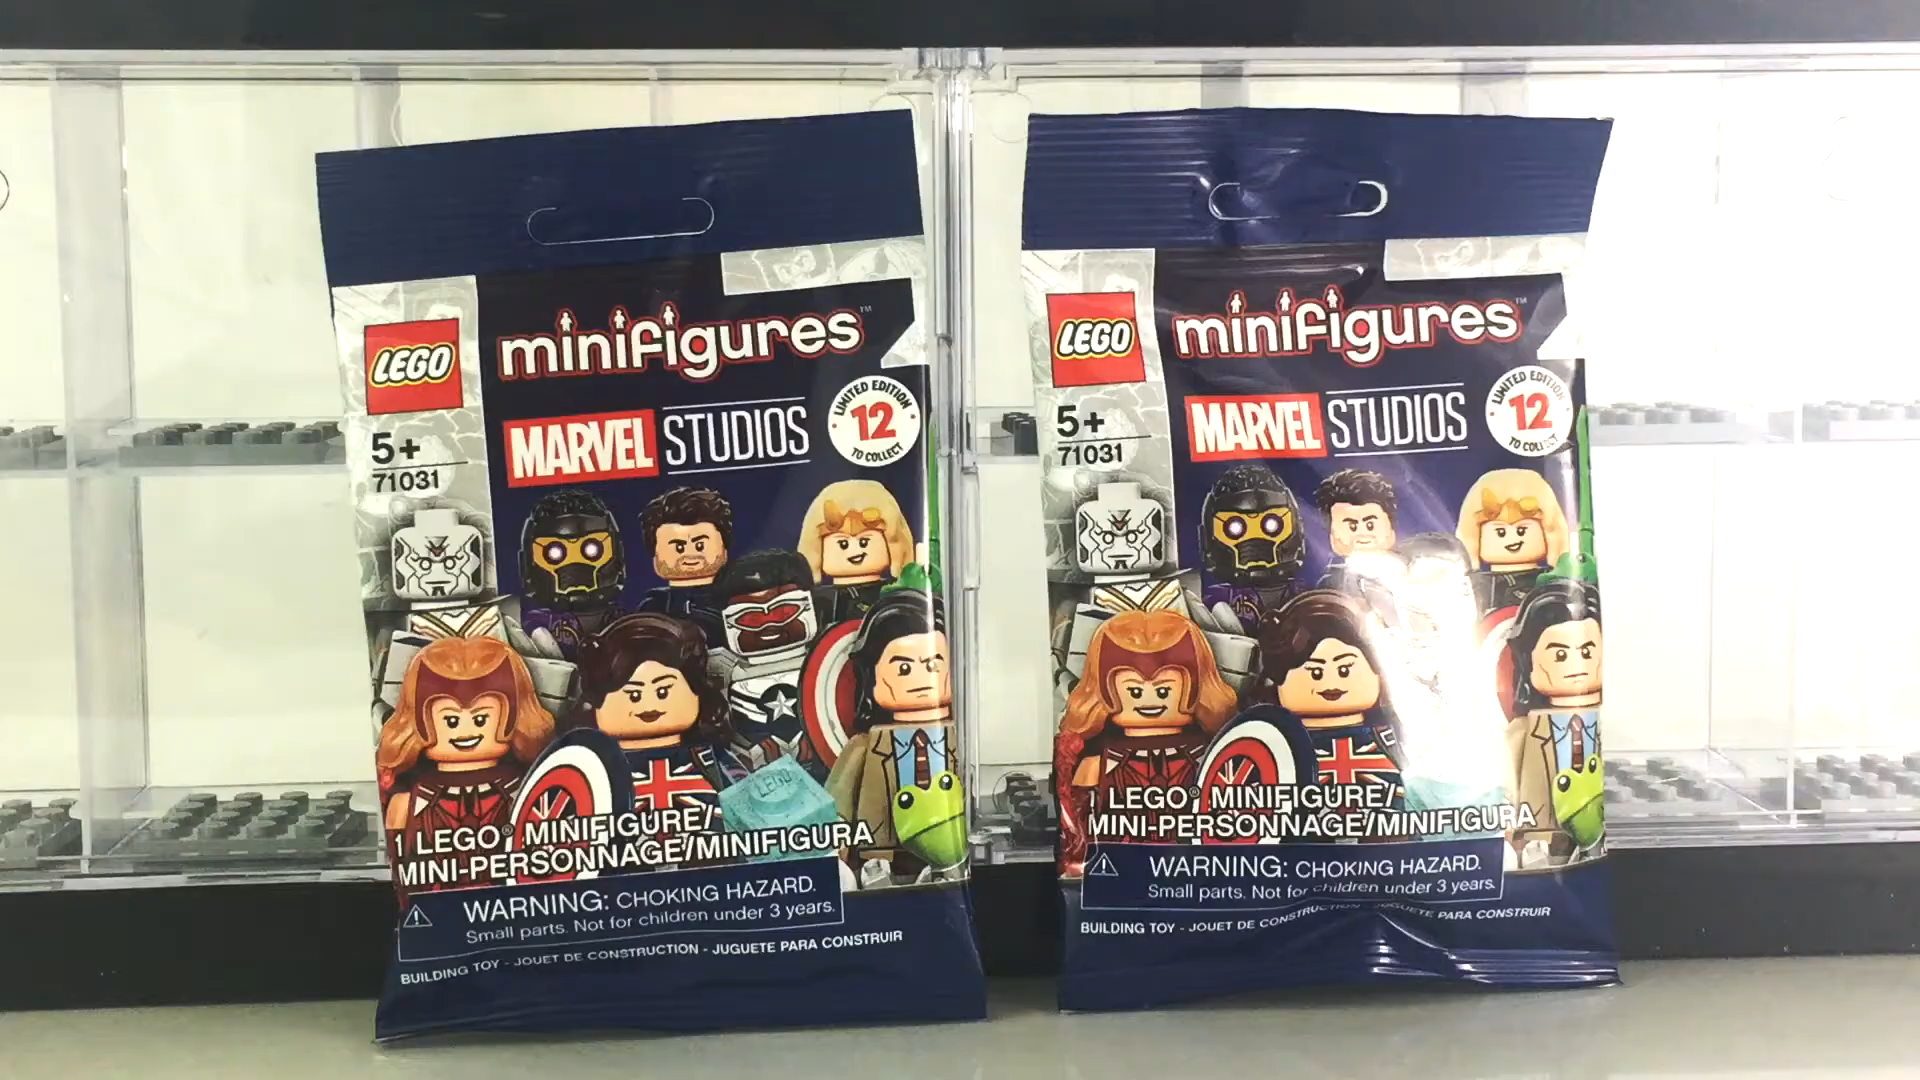 minifigures™
LEGO
MARVEL STUDIOS
LIMITED EDITION
12
TO COLLECT
5+
71031
LEGO
1 LEGO® MINIFIGURE/
MINI-PERSONNAGE/MINIFIGURA
WARNING: CHOKING HAZARD.
Small parts. Not for children under 3 years.
BUILDING TOY - JOUET DE CONSTRUCTION - JUGUETE PARA CONSTRUIR
minifigures™
LEGO
MARVEL STUDIOS
LIMITED EDITION
12
TO COLLECT
5+
71031
1 LEGO® MINIFIGURE/
MINI-PERSONNAGE/MINIFIGURA
WARNING: CHOKING HAZARD.
Small parts. Not for children under 3 years.
BUILDING TOY - JOUET DE CONSTRUCTION - JUGUETE PARA CONSTRUIR